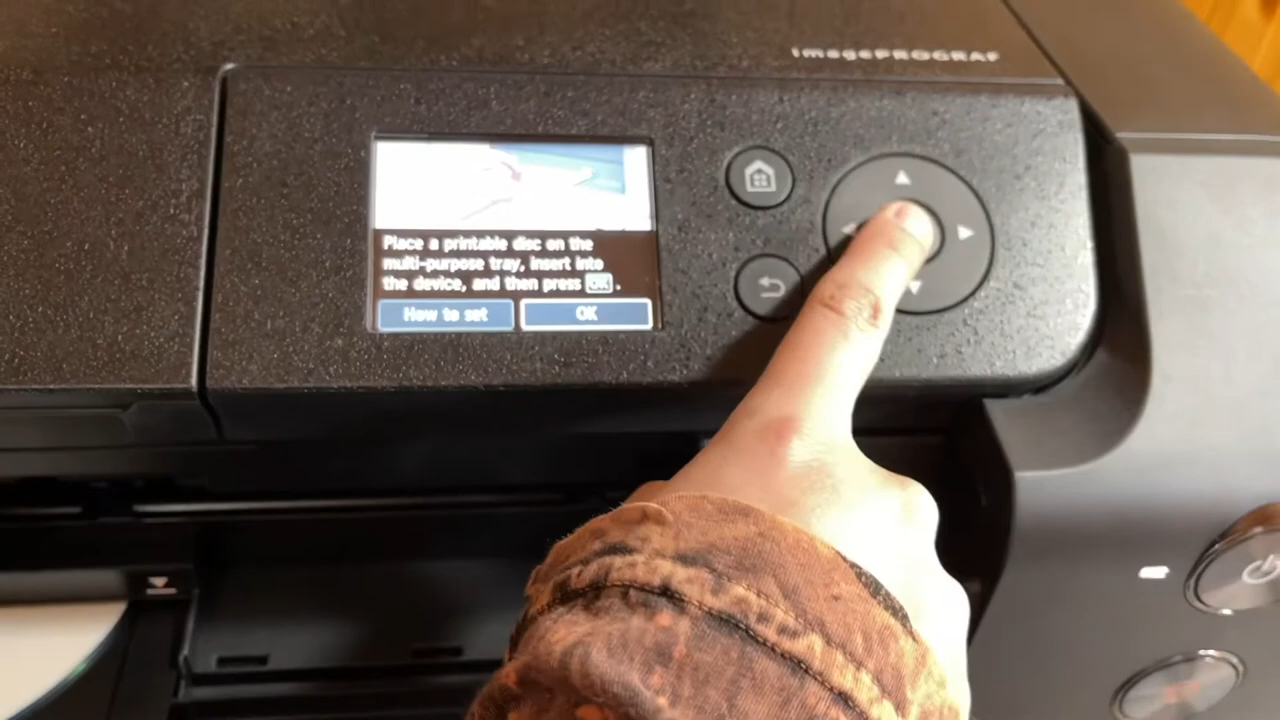 imagePROGRAF
Place a printable disc on the
multi-purpose tray, insert into
the device, and then press OK .
How to set
OK